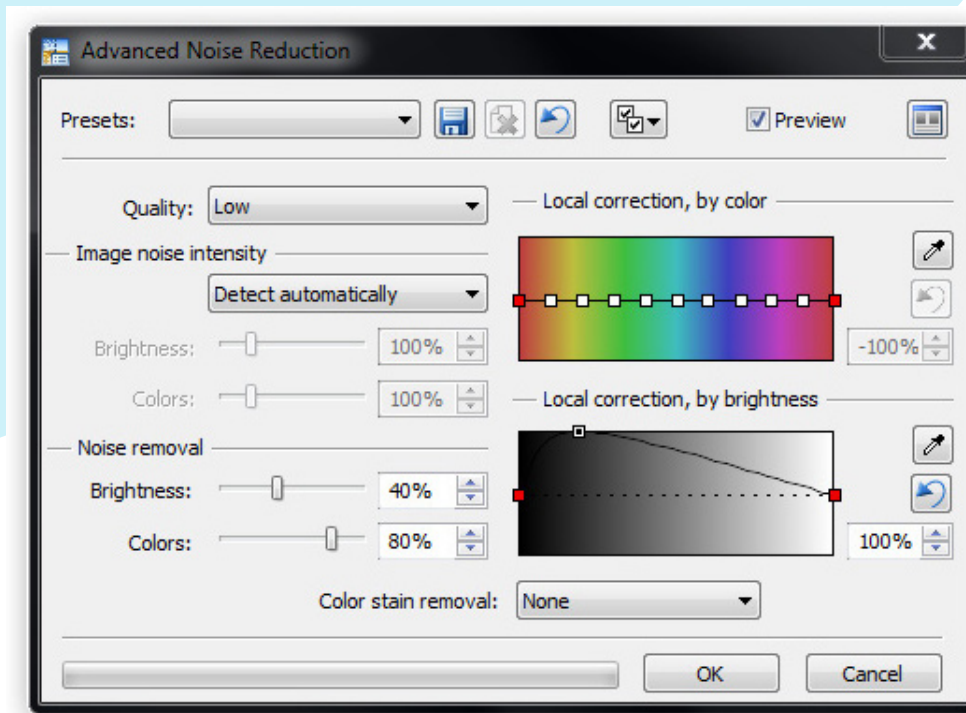 Advanced Noise Reduction
x
Presets:
Preview
Quality: Low
Local correction, by color
Image noise intensity
Detect automatically
Brightness: 100%
-100%
Colors: 100%
Local correction, by brightness
Noise removal
Brightness: 40%
Colors: 80%
100%
Color stain removal: None
OK Cancel